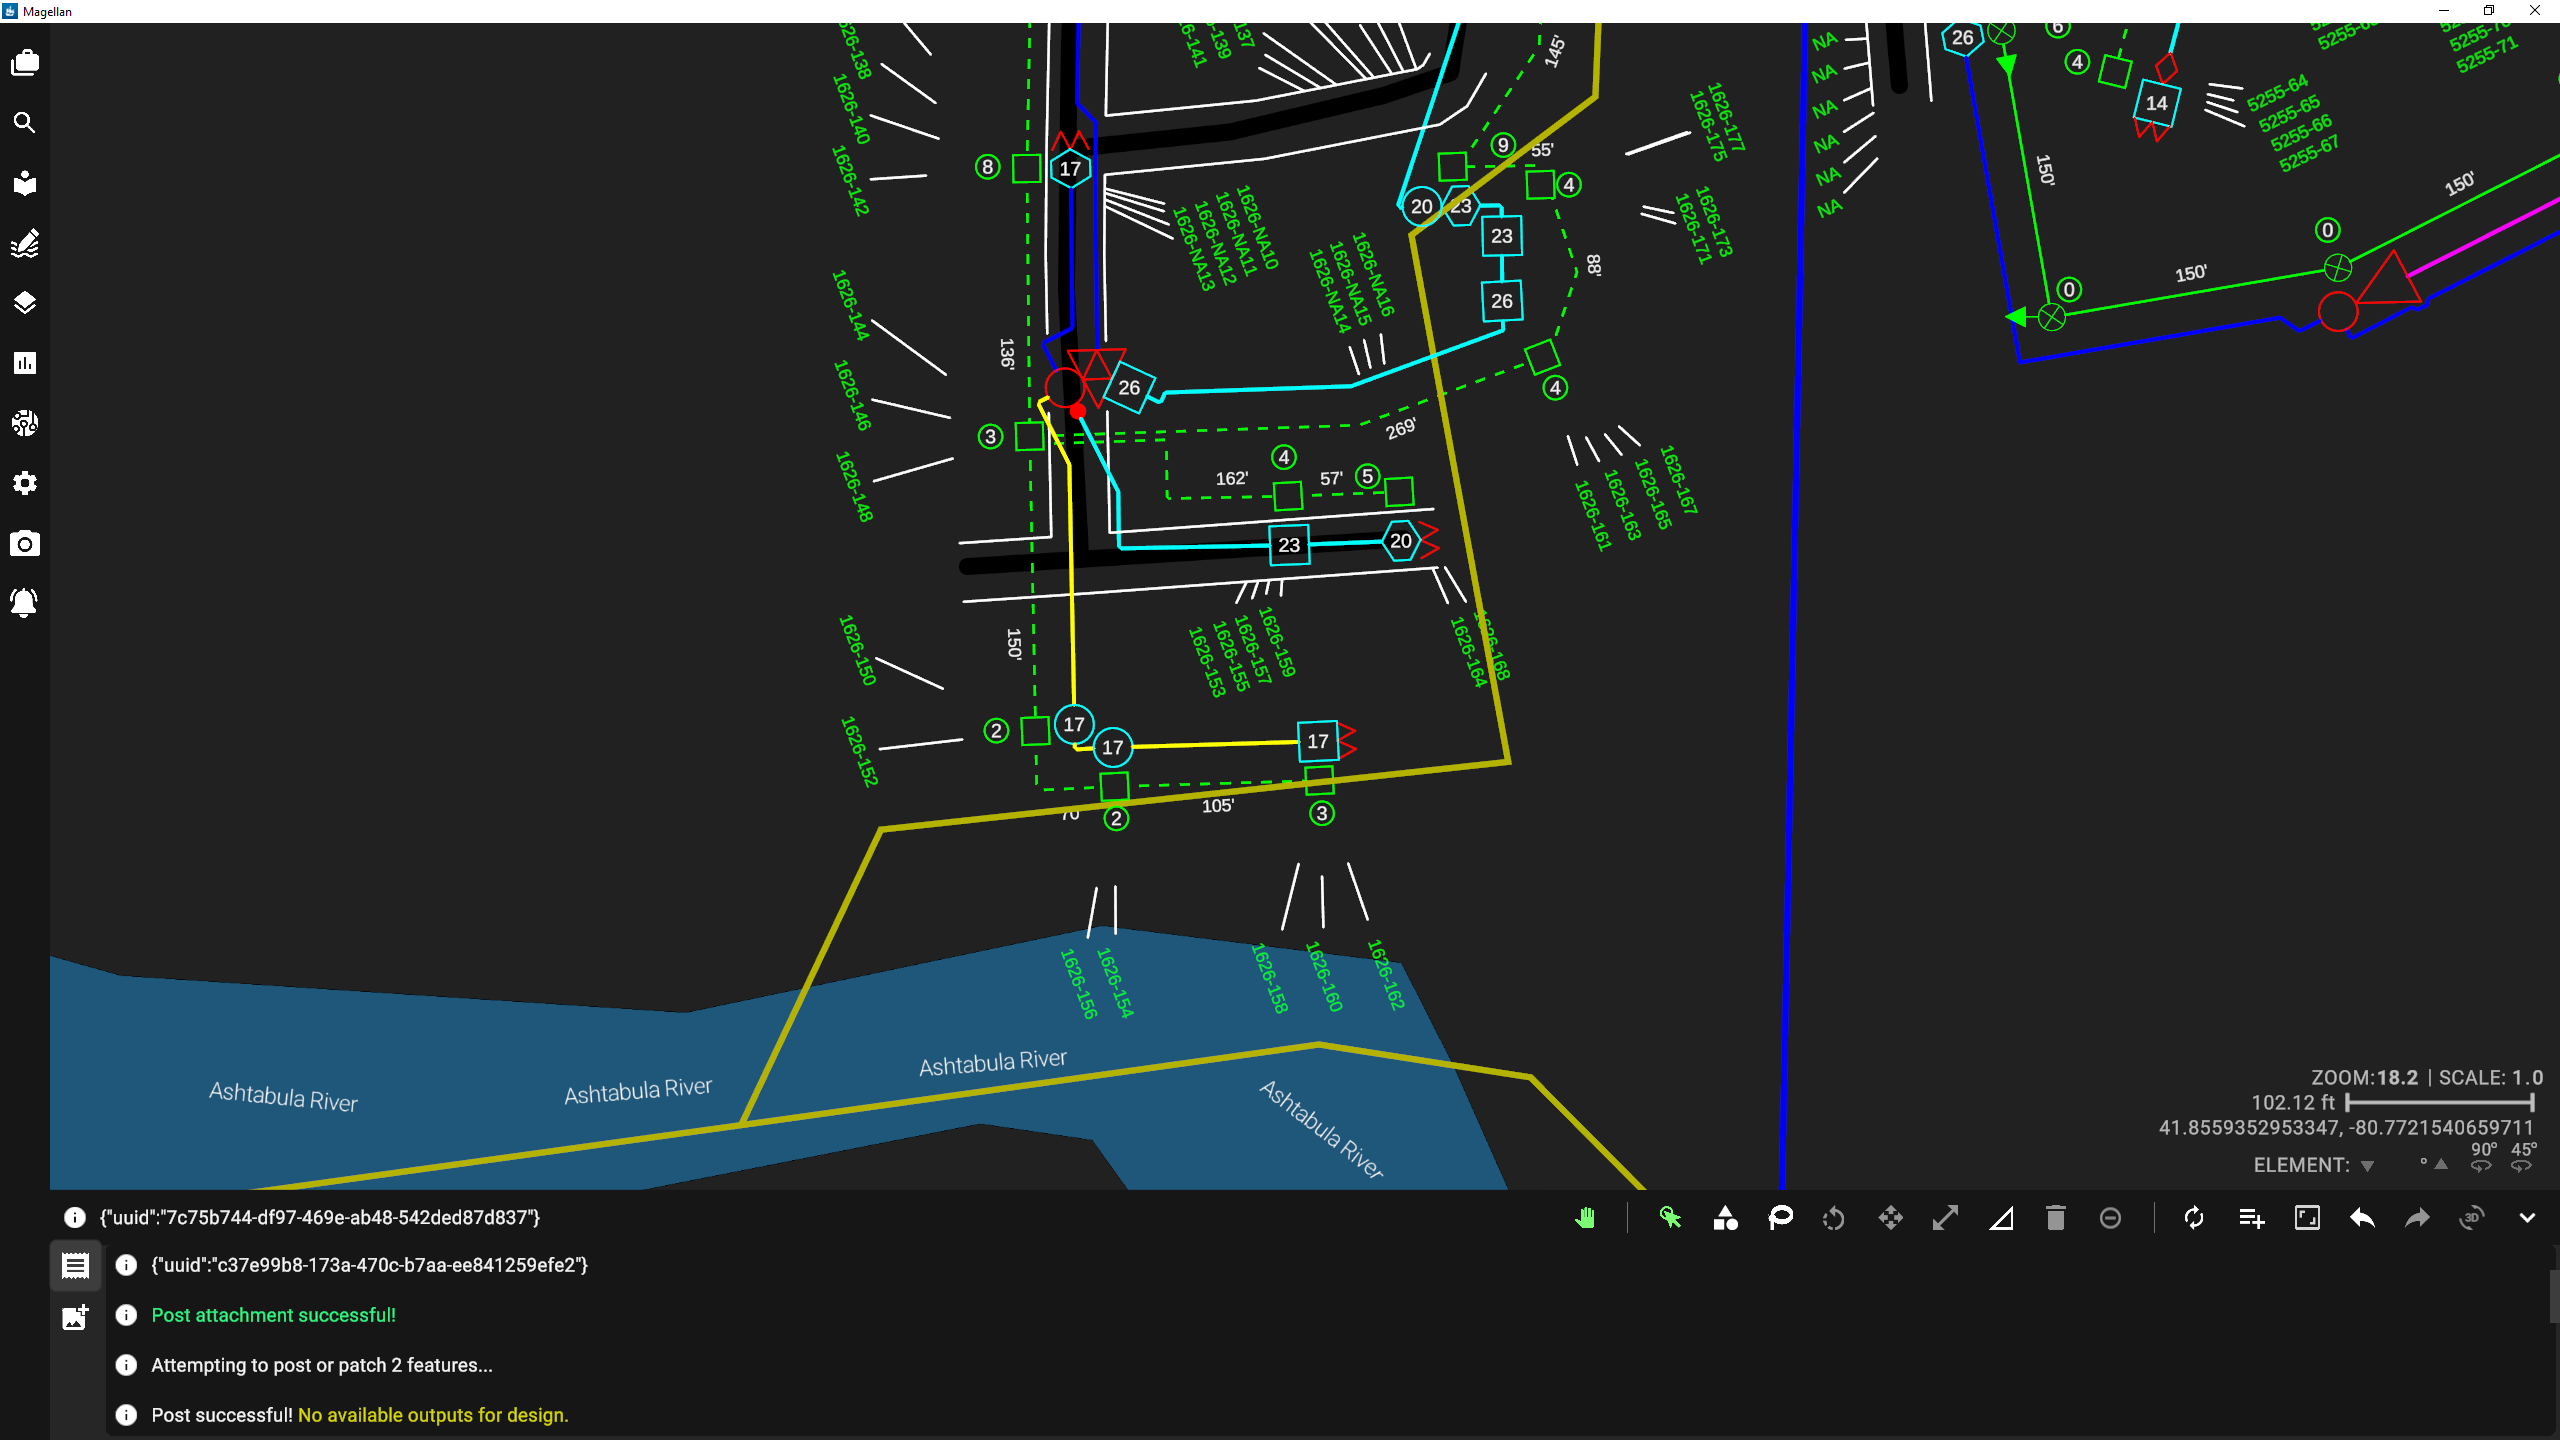 Magellan
1626-138
1626-140
1626-142
1626-144
1626-146
1626-148
1626-150
1626-152
1626-141
139
137
8
17
136'
3
150'
2
26
1626-NA13
1626-NA12
1626-NA11
1626-NA10
1626-NA14
1626-NA15
1626-NA16
145'
9
55'
4
20
23
23
26
88'
4
269'
4
162'
57'
5
23
20
1626-177
1626-175
1626-173
1626-171
1626-161
1626-163
1626-165
1626-167
1626-153
1626-155
1626-157
1626-159
1626-164
1626-168
17
17
17
70
2
105'
3
1626-156
1626-154
1626-158
1626-160
1626-162
NA
NA
NA
NA
NA
NA
26
6
4
14
5255-64
5255-65
5255-66
5255-67
5255-71
150'
0
150'
0
150'
Ashtabula River
Ashtabula River
Ashtabula River
Ashtabula River
ZOOM:18.2 | SCALE: 1.0
102.12 ft
41.8559352953347, -80.7721540659711
ELEMENT:
°
90°
45°
{"uuid":"7c75b744-df97-469e-ab48-542ded87d837"}
3D
{"uuid":"c37e99b8-173a-470c-b7aa-ee841259efe2"}
Post attachment successful!
Attempting to post or patch 2 features...
Post successful! No available outputs for design.